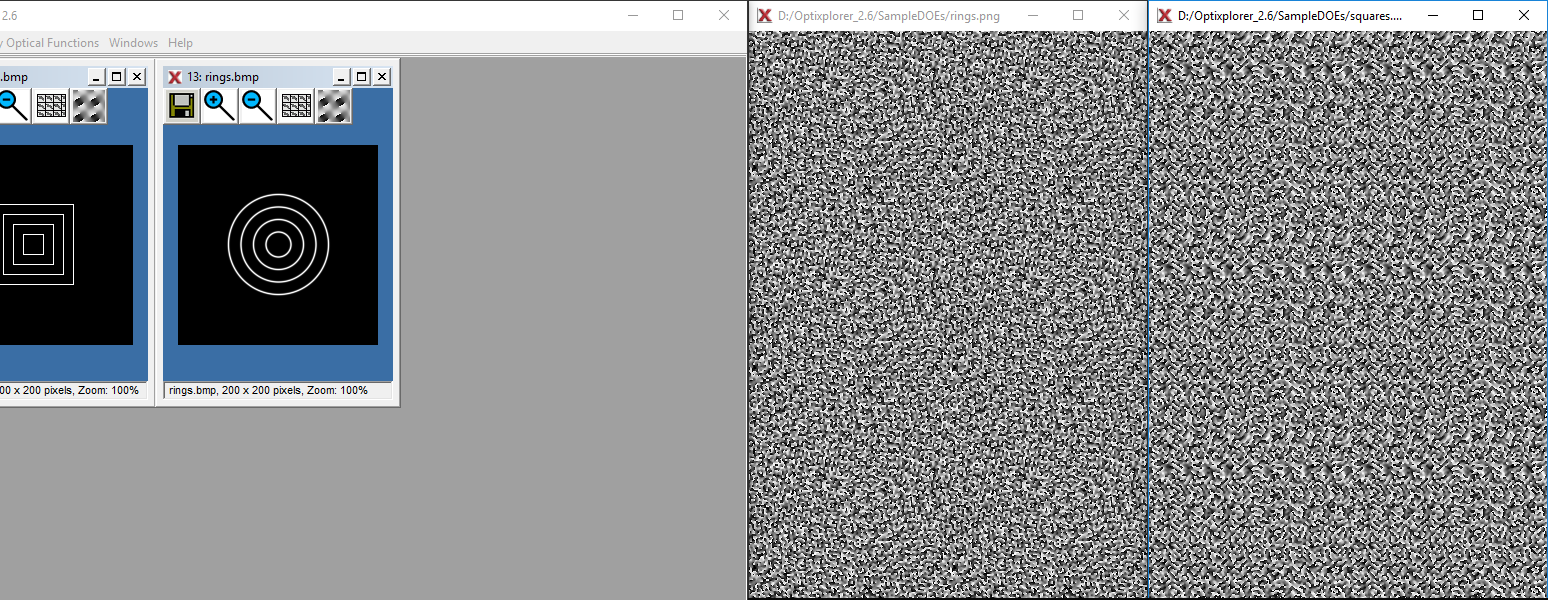 2.6
D:/Optixplorer_2.6/SampleDOEs/rings.png
D:/Optixplorer_2.6/SampleDOEs/squares....
y Optical Functions Windows Help
.bmp
13: rings.bmp
00 x 200 pixels, Zoom: 100%
rings.bmp, 200 x 200 pixels, Zoom: 100%